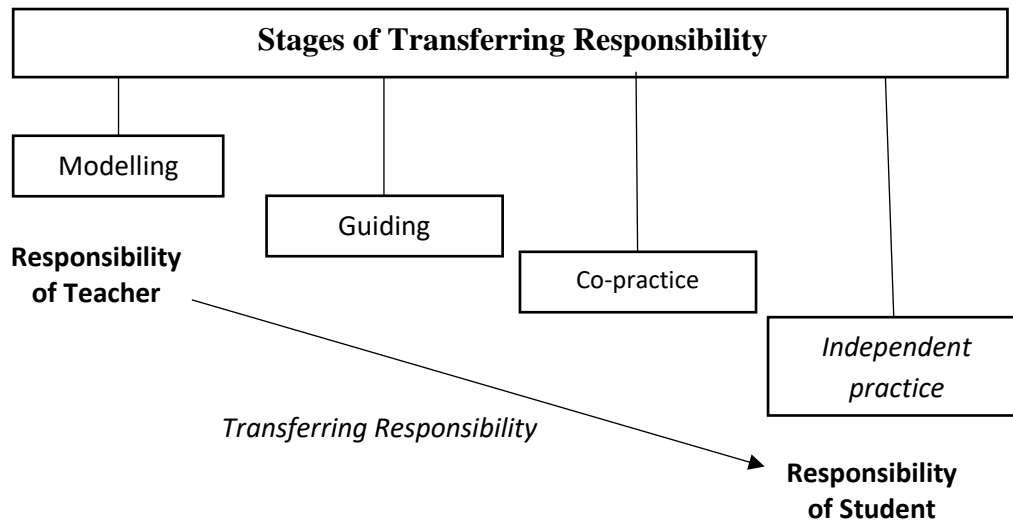 Stages of Transferring Responsibility
Modelling
Guiding
Co-practice
Independent
practice
Responsibility
of Teacher
Transferring Responsibility
Responsibility
of Student